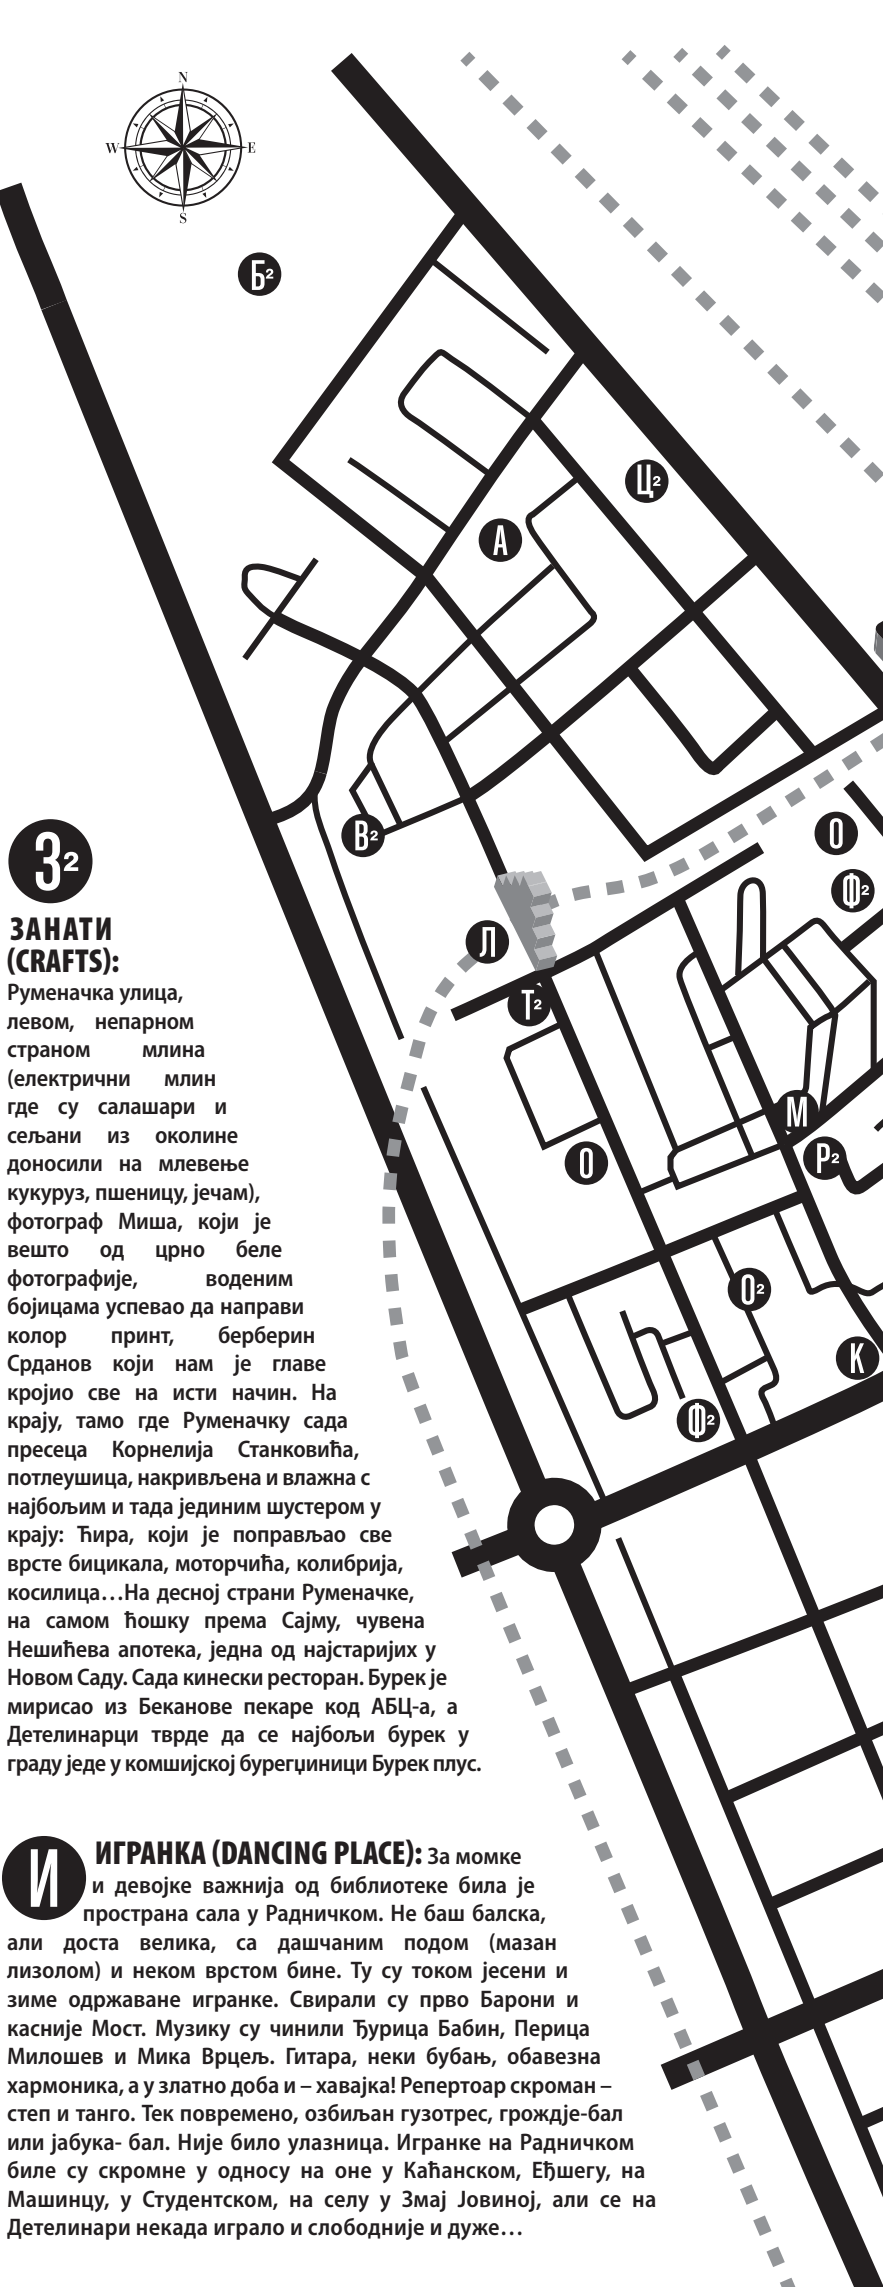 N
W E
S
Б2
Ц2
А
В2
О
Ф2
Л
Т2
М
Р2
О
О2
К
Ф2
З2
ЗАНАТИ
(CRAFTS):
Руменачка улица,
левом, непарном
страном млина
(електрични млин
где су салашари и
сељани из околине
доносили на млевење
кукуруз, пшеницу, јечам),
фотограф Миша, који је
вешто од црно беле
фотографије, воденим
бојицама успевао да направи
колор принт, берберин
Срданов који нам је главе
кројио све на исти начин. На
крају, тамо где Руменачку сада
пресеца Корнелија Станковића,
потлеушица, накривљена и влажна с
најбољим и тада јединим шустером у
крају: Ћира, који је поправљао све
врсте бицикала, моторчића, колибрија,
косилица...На десној страни Руменачке,
на самом ћошку према Сајму, чувена
Нешићева апотека, једна од најстаријих у
Новом Саду. Сада кинески ресторан. Бурек је
мирисао из Беканове пекаре код АБЦ-а, а
Детелинарци тврде да се најбољи бурек у
граду једе у комшијској бурегџиници Бурек плус.
И
ИГРАНКА (DANCING PLACE): За момке
и девојке важнија од библиотеке била је
пространа сала у Радничком. Не баш балска,
али доста велика, са дашчаним подом (мазан
лизолом) и неком врстом бине. Ту су током јесени и
зиме одржаване игранке. Свирали су прво Барони и
касније Мост. Музику су чинили Ђурица Бабин, Перица
Милошев и Мика Врцељ. Гитара, неки бубањ, обавезна
хармоника, а у златно доба и – хавајка! Репертоар скроман –
степ и танго. Тек повремено, озбиљан гузотрес, грождје-бал
или јабука- бал. Није било улазница. Игранке на Радничком
биле су скромне у односу на оне у Каћанском, Еђшегу, на
Машинцу, у Студентском, на селу у Змај Јовиној, али се на
Детелинари некада играло и слободније и дуже...